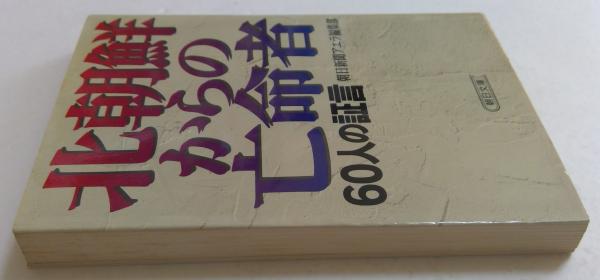 北朝鮮
からの
亡命者
60人の証言
朝日新聞アエラ編集部
朝日文庫